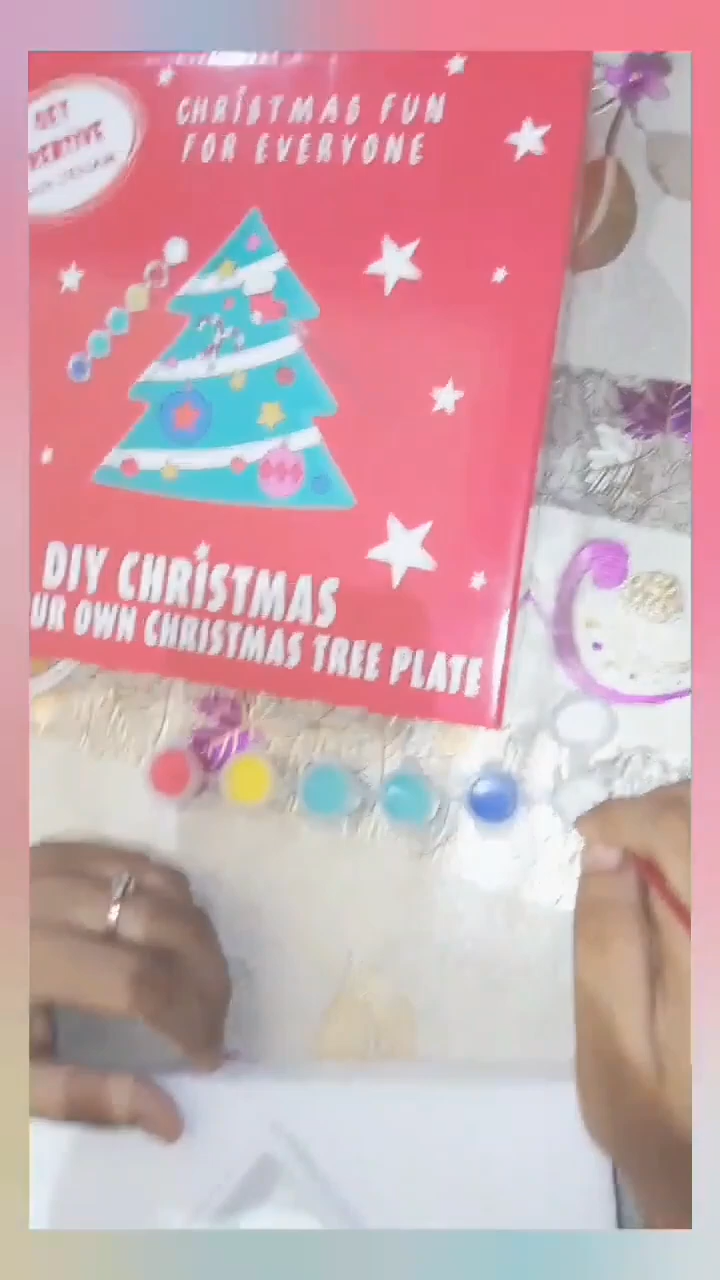 CHRISTMAS FUN
FOR EVERYONE
DIY CHRISTMAS
UR OWN CHRISTMAS TREE PLATE